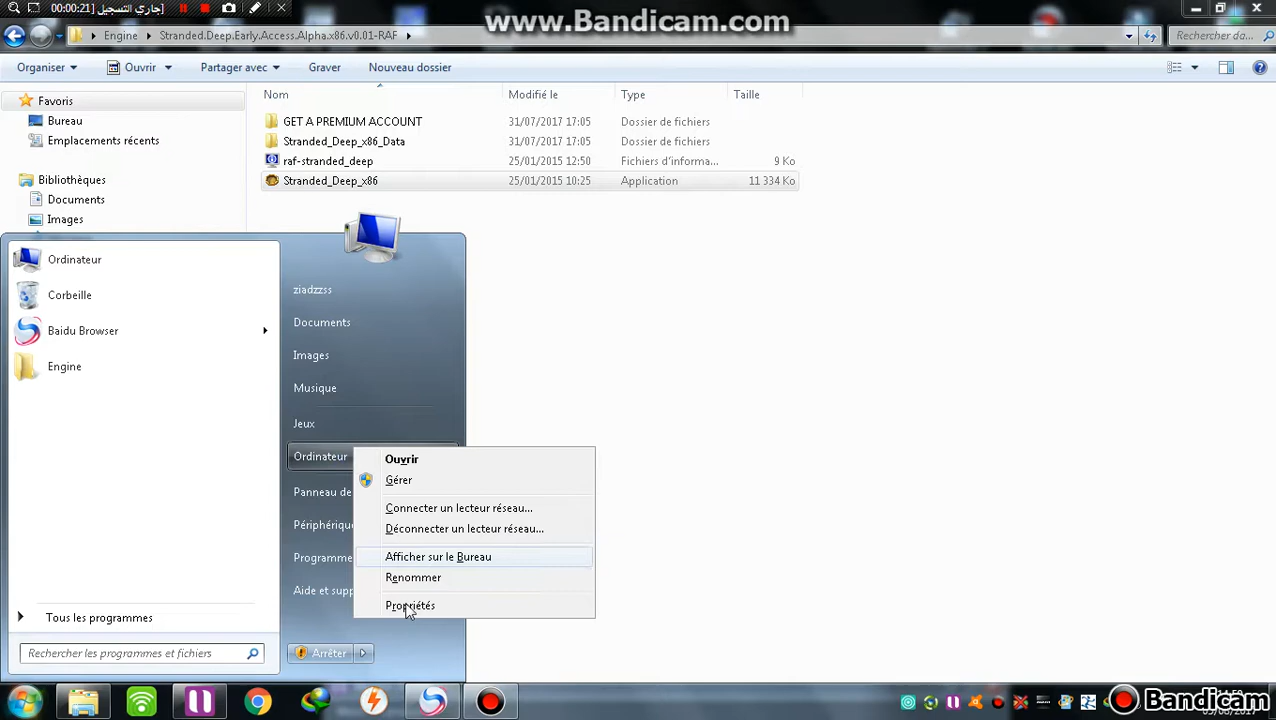 00:00:21 [جاري التسجيل]
www.Bandicam.com
Engine
Stranded.Deep.Early.Access.Alpha.x86.v0.01-RAF
Rechercher da...
Organiser
Ouvrir
Partager avec
Graver
Nouveau dossier
Favoris
Bureau
Emplacements récents
Bibliothèques
Documents
Images
Nom
Modifié le
Type
Taille
GET A PREMIUM ACCOUNT
31/07/2017 17:05
Dossier de fichiers
Stranded_Deep_x86_Data
31/07/2017 17:05
Dossier de fichiers
raf-stranded_deep
25/01/2015 12:50
Fichiers d'informa...
9 Ko
Stranded_Deep_x86
25/01/2015 10:25
Application
11 334 Ko
Ordinateur
Corbeille
Baidu Browser
Engine
Tous les programmes
Rechercher les programmes et fichiers
ziadzzss
Documents
Images
Musique
Jeux
Ordinateur
Panneau de
Périphérique
Programme
Aide et supp
Arrêter
Ouvrir
Gérer
Connecter un lecteur réseau...
Déconnecter un lecteur réseau...
Afficher sur le Bureau
Renommer
Propriétés
Bandicam